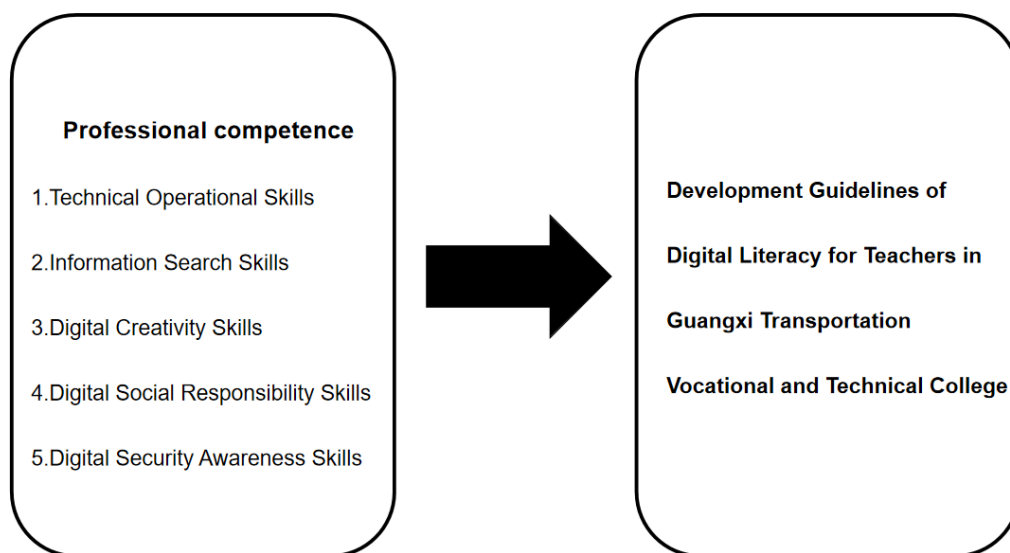 Professional competence
1.Technical Operational Skills
2.Information Search Skills
3.Digital Creativity Skills
4.Digital Social Responsibility Skills
5.Digital Security Awareness Skills
Development Guidelines of
Digital Literacy for Teachers in
Guangxi Transportation
Vocational and Technical College